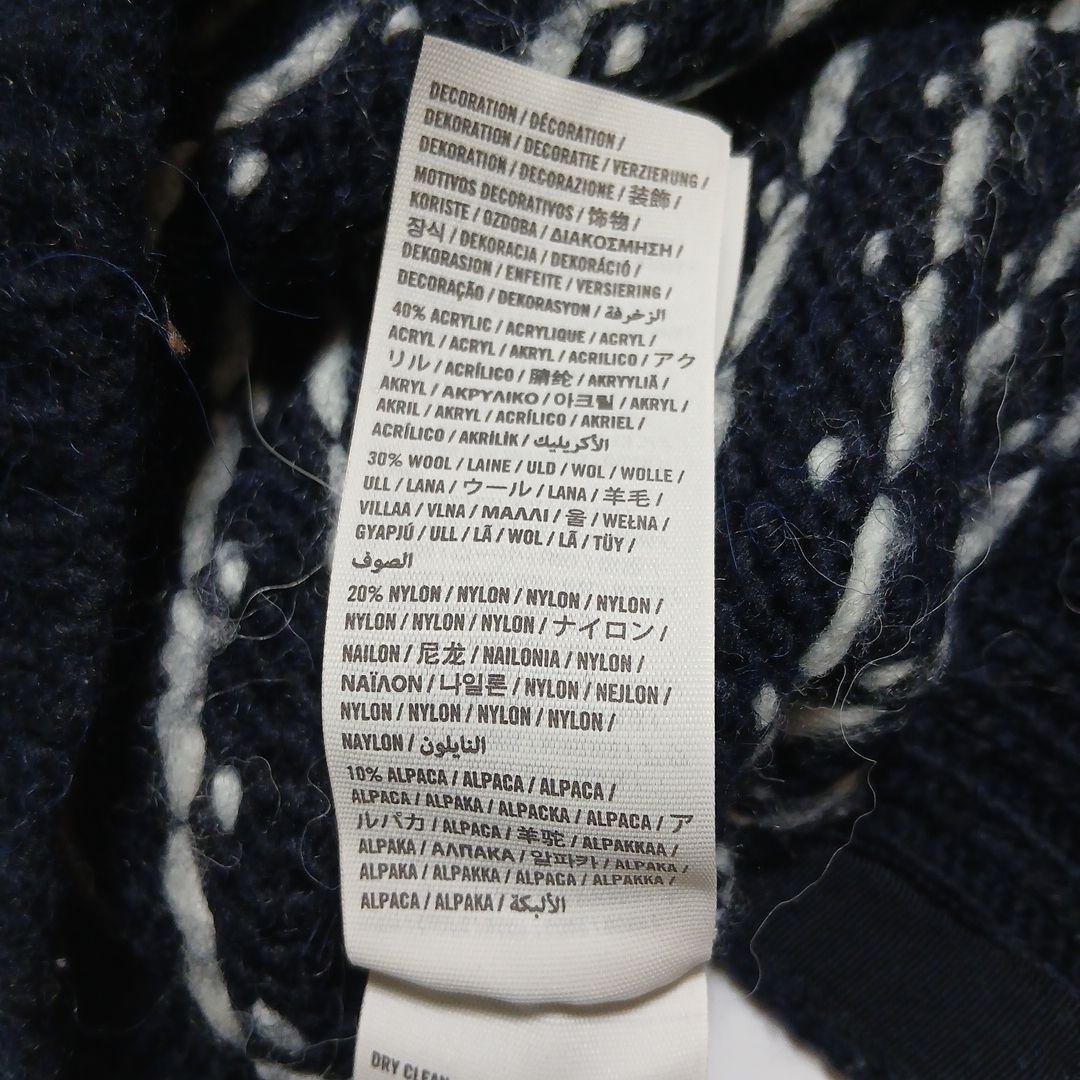 DECORATION / DÉCORATION /
DEKORATION / DECORATIE / VERZIERUNG /
DEKORATION / DECORAZIONE / 装飾 /
MOTIVOS DECORATIVOS / 饰物 /
KORISTE / OZDOBA / ΔΙΑΚΟΣΜΗΣΗ /
장식 / DEKORACJA / DEKORÁCIÓ /
DEKORASJON / ENFEITE / VERSIERING /
DECORAÇÃO / DEKORASYON / الزخرفة
40% ACRYLIC / ACRYLIQUE / ACRYL /
ACRYL / ACRYL / AKRYL / ACRILICO / アク
リル / ACRÍLICO / 腈纶 / AKRYYLIÄ /
AKRYL / ΑΚΡΥΛΙΚΟ / 아크릴 / AKRYL /
AKRIL / AKRYL / ACRÍLICO / AKRIEL /
ACRÍLICO / AKRİLİK / الأكريليك
30% WOOL / LAINE / ULD / WOL / WOLLE /
ULL / LANA / ウール / LANA / 羊毛 /
VILLAA / VLNA / ΜΑΛΛΙ / 울 / WEŁNA /
GYAPJÚ / ULL / LÃ / WOL / LÃ / TÜY /
الصوف
20% NYLON / NYLON / NYLON / NYLON /
NYLON / NYLON / NYLON / ナイロン /
NAILON / 尼龙 / NAILONIA / NYLON /
ΝΑΪΛΟΝ / 나일론 / NYLON / NEJLON /
NYLON / NYLON / NYLON / NYLON /
NAYLON / النايلون
10% ALPACA / ALPACA / ALPACA /
ALPACA / ALPAKA / ALPACKA / ALPACA / ア
ルパカ / ALPACA / 羊驼 / ALPAKKAA /
ALPAKA / ΑΛΠΑΚΑ / 알파카 / ALPAKA /
ALPAKA / ALPAKKA / ALPACA / ALPAKKA /
ALPACA / ALPAKA / الألبكة
DRY CLEAN